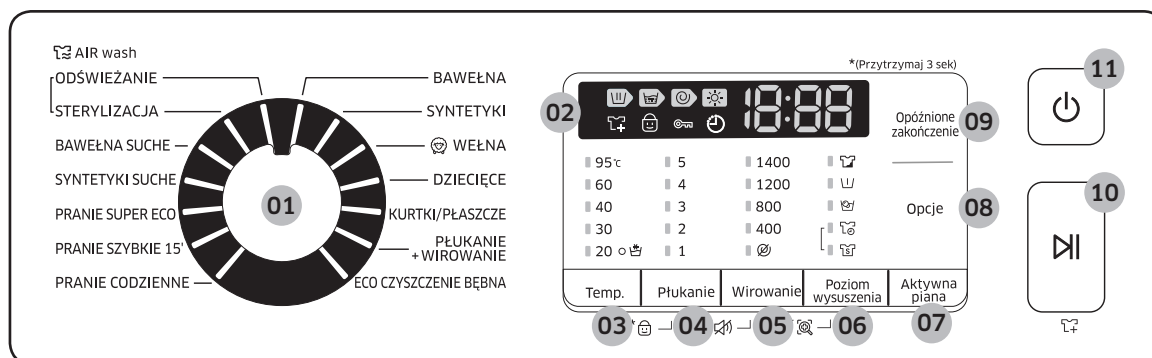 AIR wash
ODŚWIEŻANIE
STERYLIZACJA
BAWEŁNA SUCHE
SYNTETYKI SUCHE
PRANIE SUPER ECO
PRANIE SZYBKIE 15'
PRANIE CODZIENNE
01
BAWEŁNA
SYNTETYKI
WEŁNA
DZIECIĘCE
KURTKI/PŁASZCZE
PŁUKANIE
+WIROWANIE
ECO CZYSZCZENIE BĘBNA
*(Przytrzymaj 3 sek)
02
18:88
95℃ 5 1400
60 4 1200
40 3 800
30 2 400
20 1
Opóźnione
zakończenie
09
Opcje
08
Temp.
Płukanie
Wirowanie
Poziom
wysuszenia
Aktywna
piana
03 * 04 05 06
07
11
10